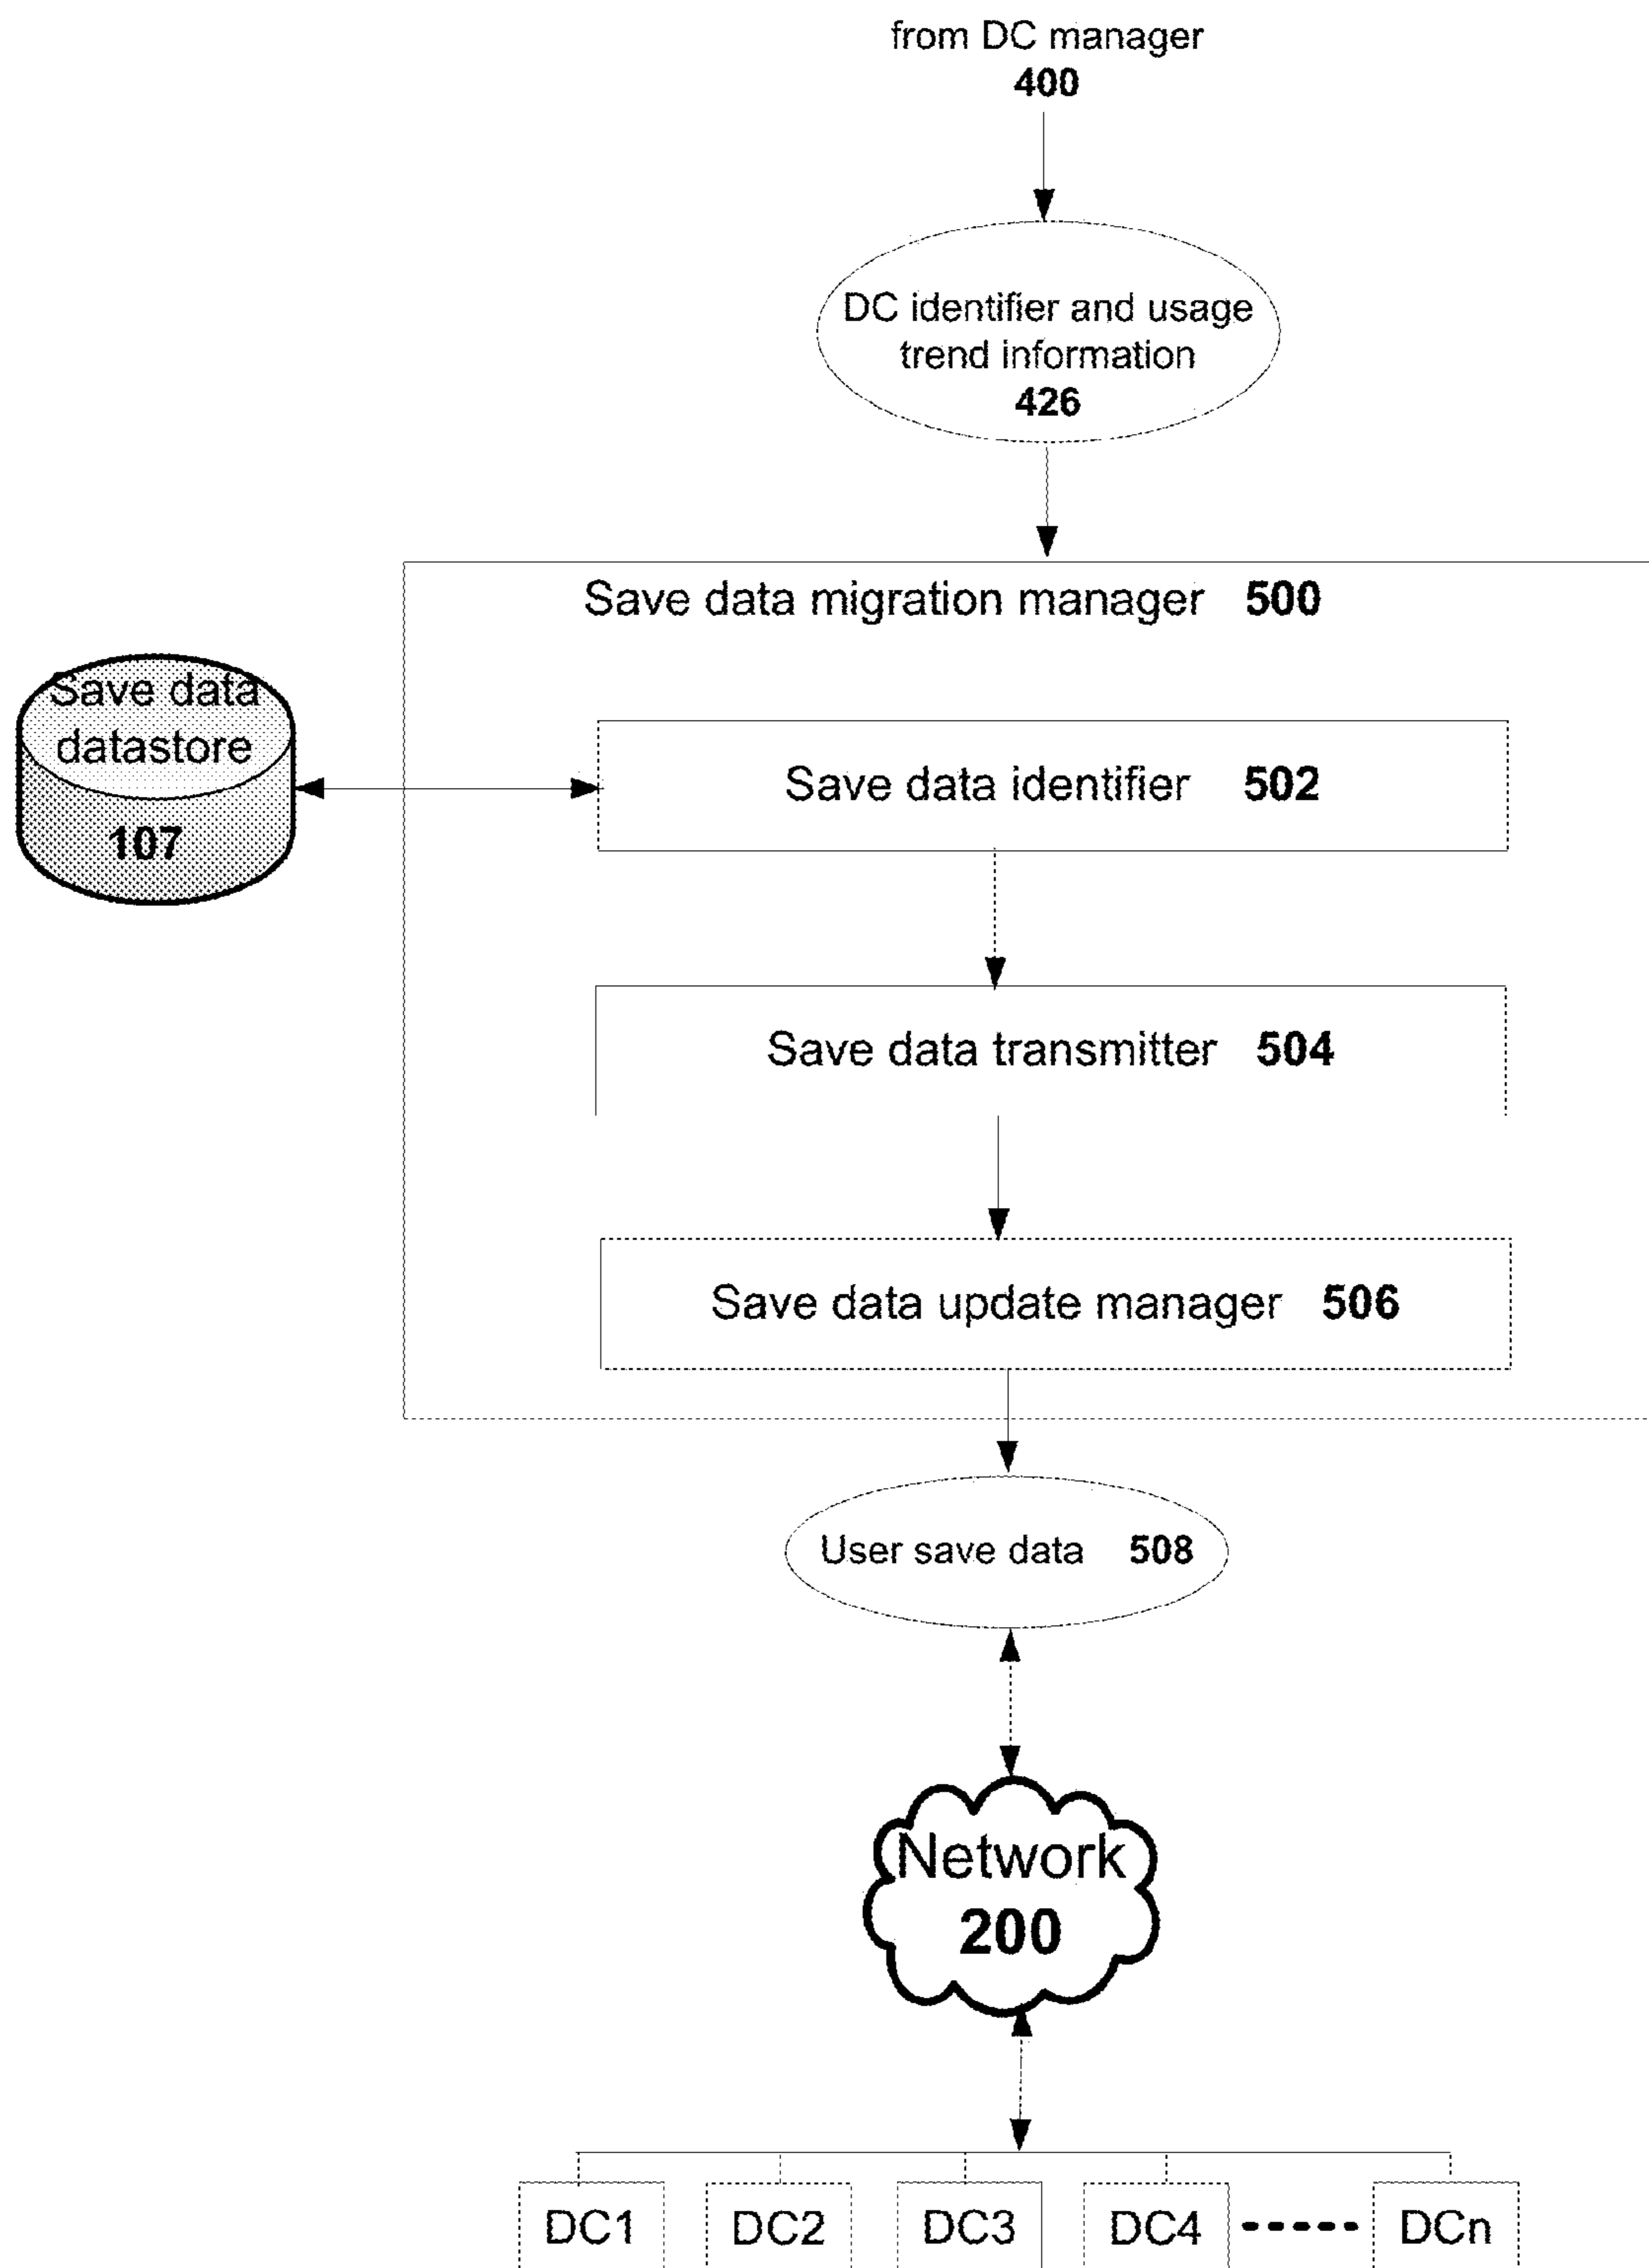 from DC manager
400
DC identifier and usage
trend information
426
Save data migration manager 500
Save data
datastore
107
Save data identifier 502
Save data transmitter 504
Save data update manager 506
User save data 508
Network
200
DC1 DC2 DC3 DC4 DCn